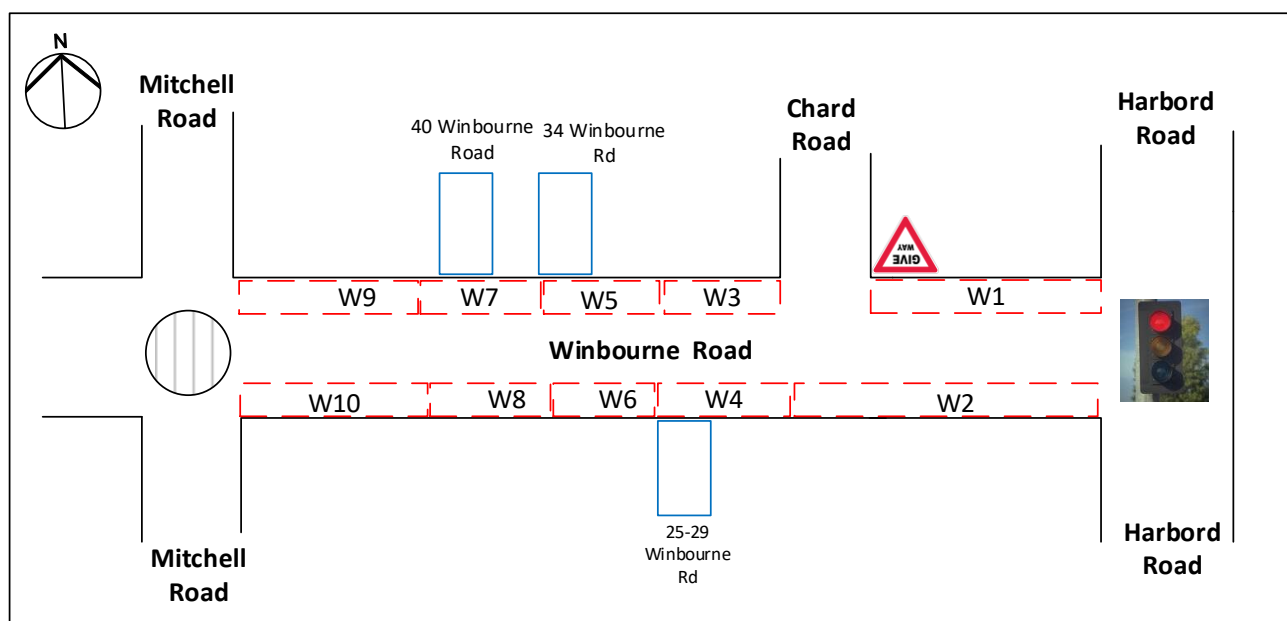 N
Mitchell
Road
40 Winbourne
Road
34 Winbourne
Rd
Chard
Road
Harbord
Road
GIVE
WAY
W9
W7
W5
W3
W1
Winbourne Road
W10
W8
W6
W4
W2
25-29
Winbourne
Rd
Mitchell
Road
Harbord
Road